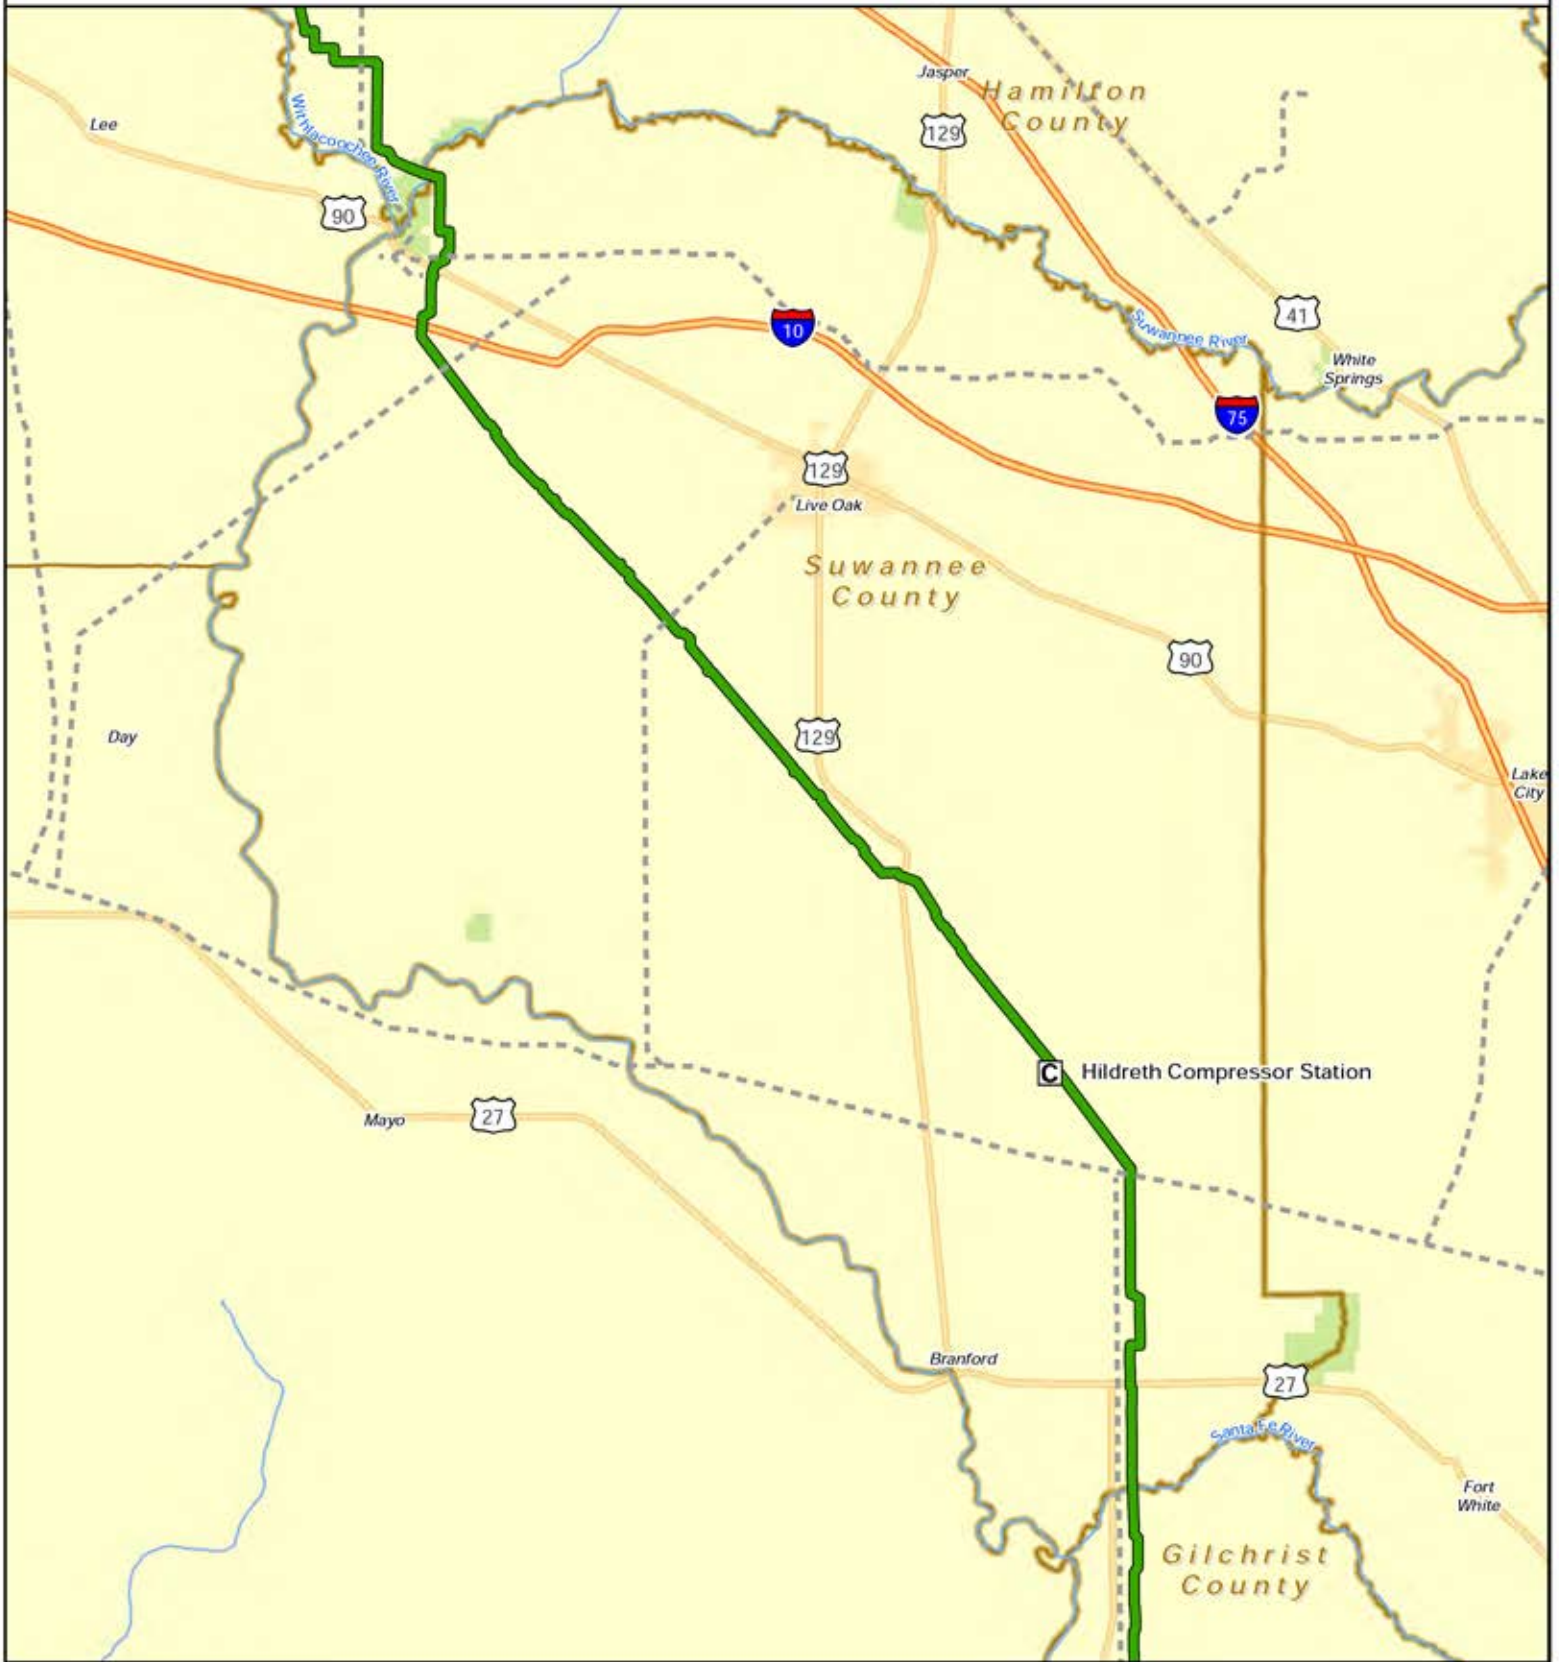 Jasper
Hamilton
County
129
Lee
Withlacoochee River
90
10
Suwannee River
41
White
Springs
75
129
Live Oak
Suwannee
County
90
129
Day
Lake
City
C Hildreth Compressor Station
Mayo
27
Branford
27
Santa Fe River
Fort
White
Gilchrist
County